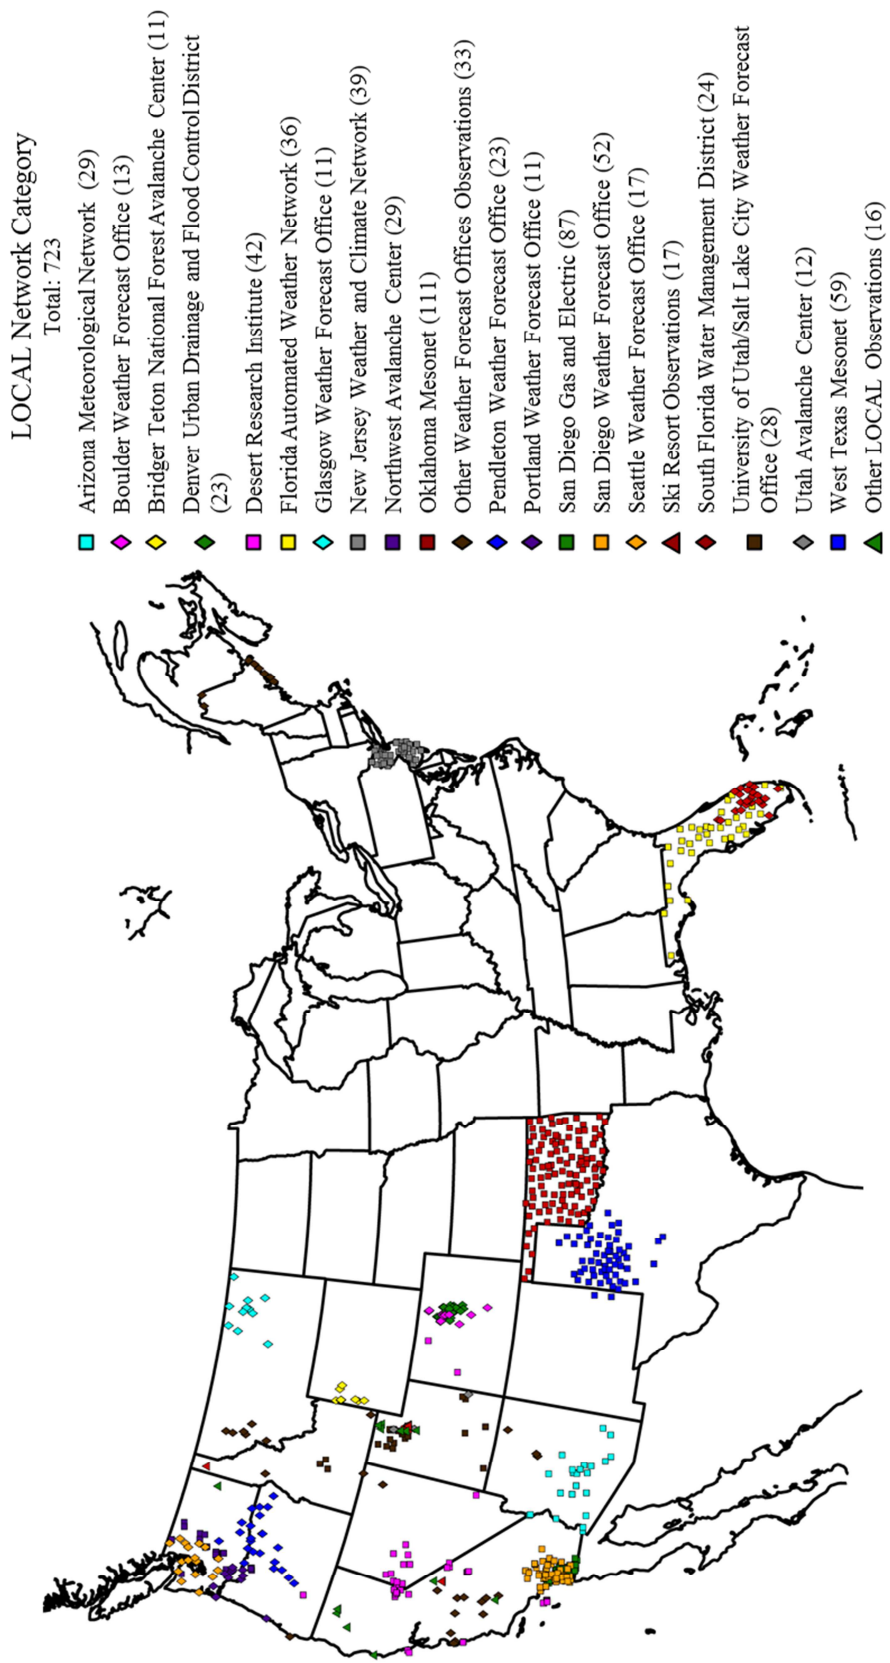 LOCAL Network Category
Total: 723
Arizona Meteorological Network (29)
Boulder Weather Forecast Office (13)
Bridger Teton National Forest Avalanche Center (11)
Denver Urban Drainage and Flood Control District
(23)
Desert Research Institute (42)
Florida Automated Weather Network (36)
Glasgow Weather Forecast Office (11)
New Jersey Weather and Climate Network (39)
Northwest Avalanche Center (29)
Oklahoma Mesonet (111)
Other Weather Forecast Offices Observations (33)
Pendleton Weather Forecast Office (23)
Portland Weather Forecast Office (11)
San Diego Gas and Electric (87)
San Diego Weather Forecast Office (52)
Seattle Weather Forecast Office (17)
Ski Resort Observations (17)
South Florida Water Management District (24)
University of Utah/Salt Lake City Weather Forecast
Office (28)
Utah Avalanche Center (12)
West Texas Mesonet (59)
Other LOCAL Observations (16)